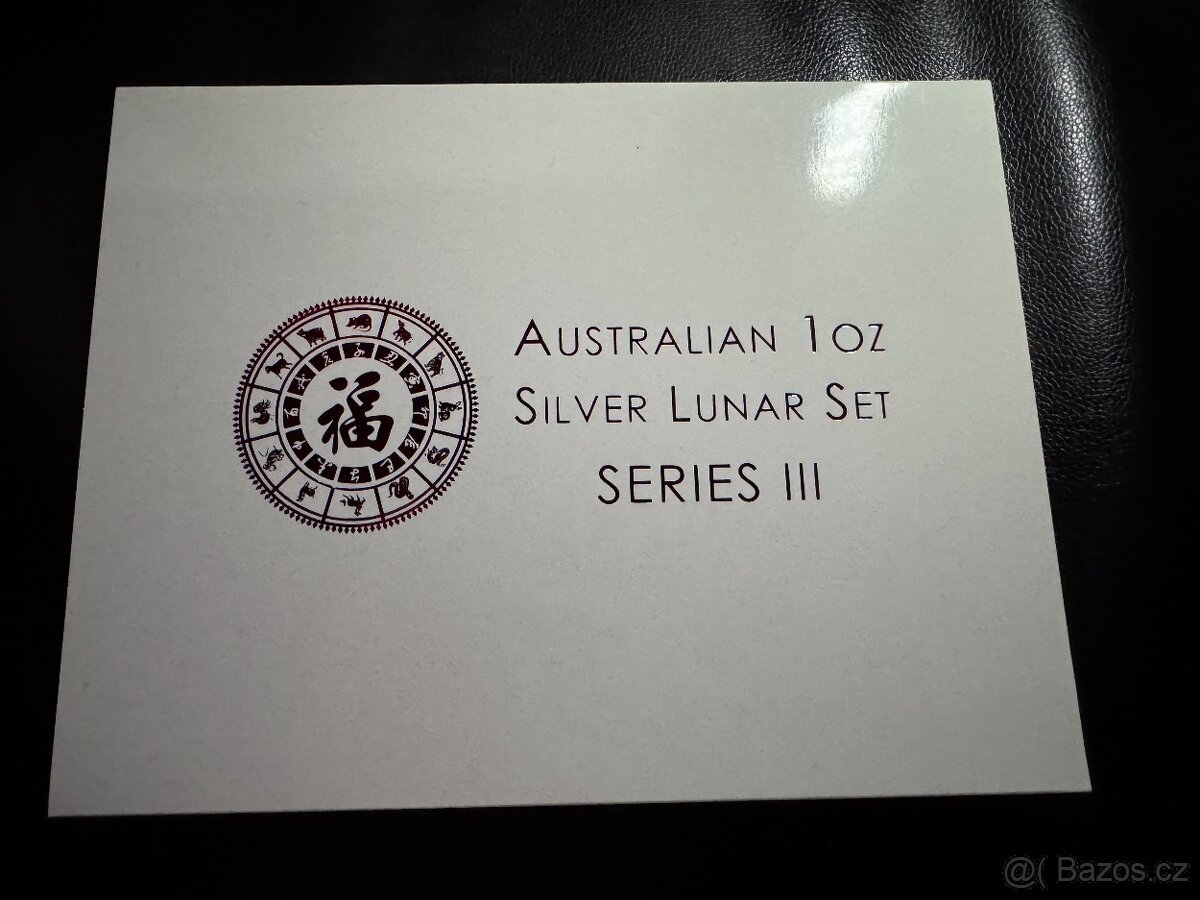 福
AUSTRALIAN 1OZ
SILVER LUNAR SET
SERIES III
@( Bazos.cz